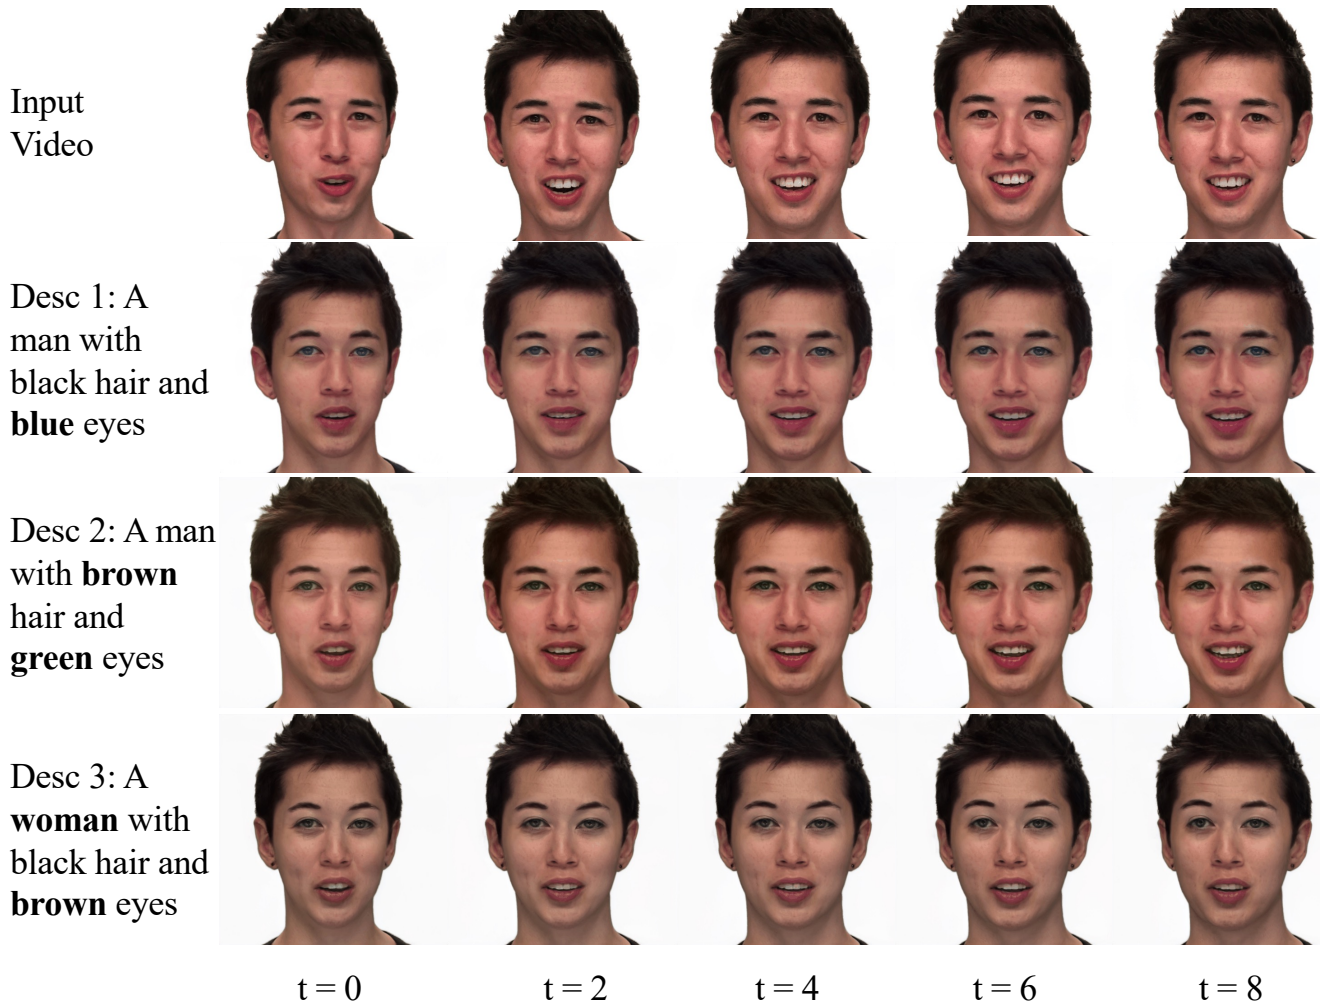 Input
Video
Desc 1: A
man with
black hair and
blue eyes
Desc 2: A man
with brown
hair and
green eyes
Desc 3: A
woman with
black hair and
brown eyes
t = 0 t = 2 t = 4 t = 6 t = 8